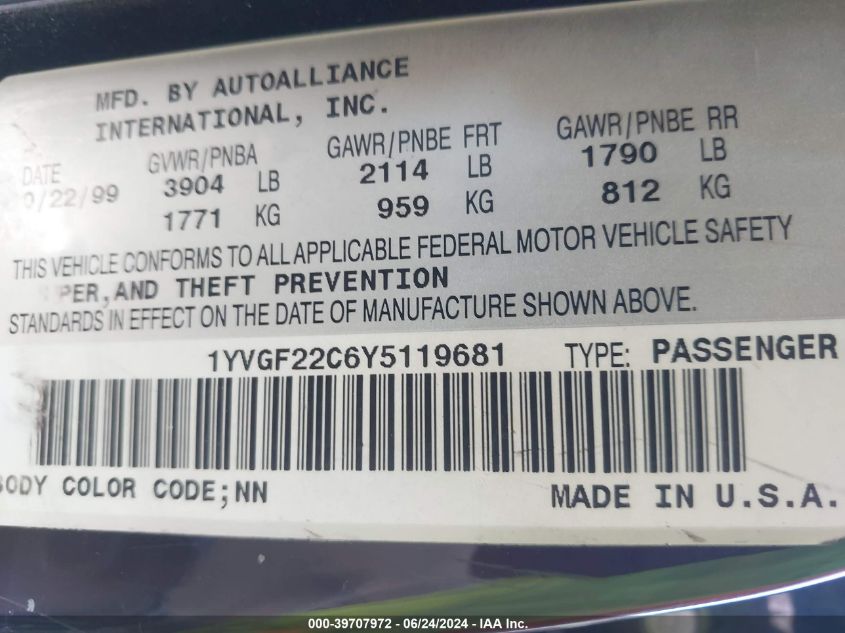 MFD. BY AUTOALLIANCE
INTERNATIONAL, INC.
DATE GVWR/PNBA GAWR/PNBE FRT GAWR/PNBE RR
0/22/99 3904 LB 2114 LB 1790 LB
1771 KG 959 KG 812 KG
THIS VEHICLE CONFORMS TO ALL APPLICABLE FEDERAL MOTOR VEHICLE SAFETY
PER, AND THEFT PREVENTION
STANDARDS IN EFFECT ON THE DATE OF MANUFACTURE SHOWN ABOVE.
1YVGF22C6Y5119681 TYPE: PASSENGER
BODY COLOR CODE;NN MADE IN U.S.A.
000-39707972 / 06/24/2024 - IAA Inc.